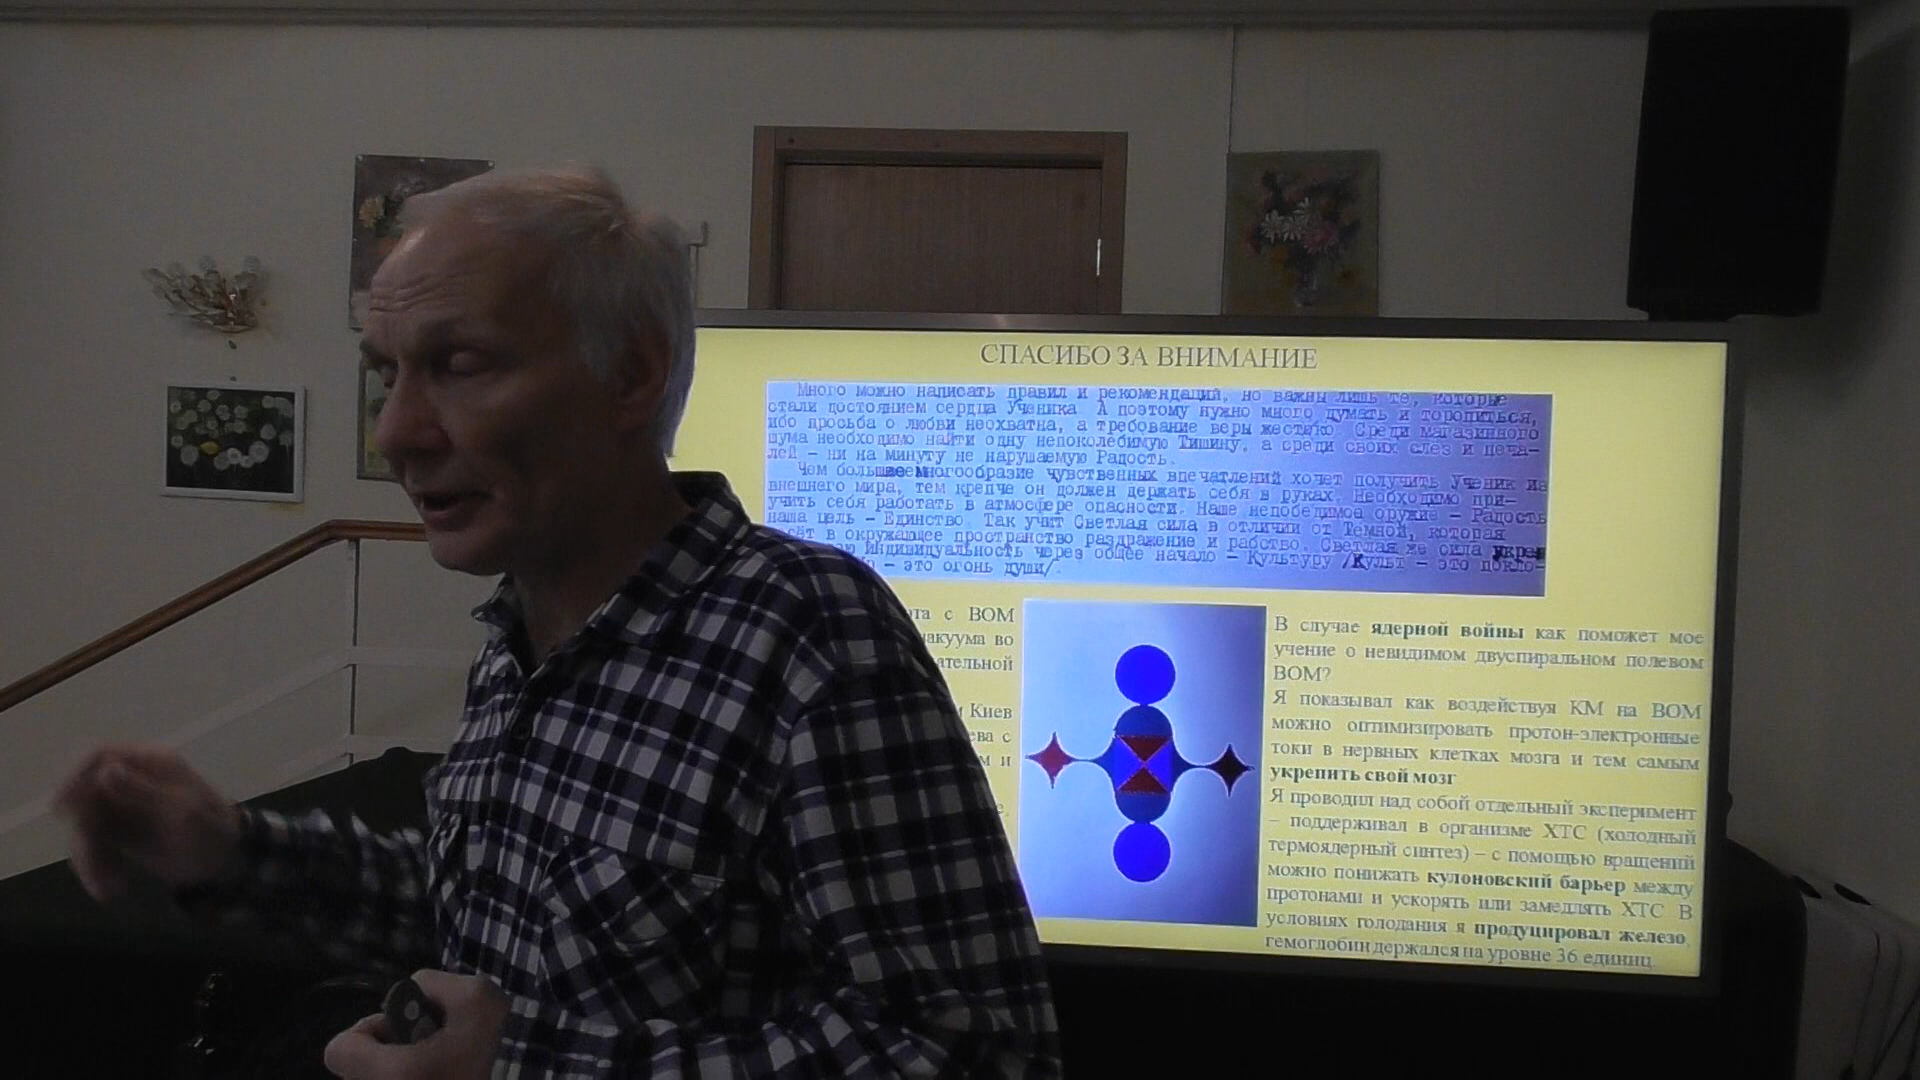 СПАСИБО ЗА ВНИМАНИЕ
Много можно написать правил и рекомендаций, но важны лишь те, которые
стали достоянием сердца Ученика. А поэтому нужно много думать и торопиться,
ибо просьба о любви неохватна, а требование веры жестоко. Среди магазинного
шума необходимо найти одну непоколебимую Тишину, а среди своих слёз и печа-
лей – ни на минуту не нарушаемую Радость.
Чем больше многообразие чувственных впечатлений хочет получить Ученик из
внешнего мира, тем крепче он должен держать себя в руках. Необходимо при-
учить себя работать в атмосфере опасности. Наше непобедимое оружие – Радость
наша цель – Единство. Так учит Светлая сила в отличии от Темной, которая
в окружающее пространство раздражение и рабство. Светлая же сила укреп
индивидуальность через общее начало – Культуру /Культ – это покло-
– это огонь души/.
с ВОМ
вакуума во
Киев
с
и
В случае ядерной войны как поможет мое
учение о невидимом двуспиральном полевом
ВОМ?
Я показывал как воздействуя КМ на ВОМ
можно оптимизировать протон-электронные
токи в нервных клетках мозга и тем самым
укрепить свой мозг
Я проводил над собой отдельный эксперимент
– поддерживал в организме ХТС (холодный
термоядерный синтез) – с помощью вращений
можно понижать кулоновский барьер между
протонами и ускорять или замедлять ХТС. В
условиях голодания я продуцировал железо,
гемоглобин держался на уровне 36 единиц.